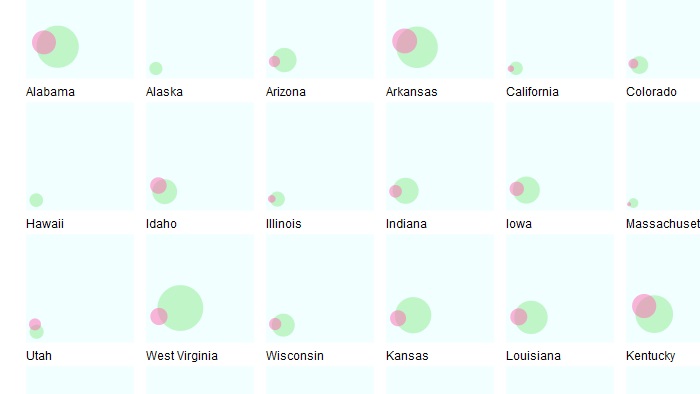 Alabama Alaska Arizona Arkansas California Colorado
Hawaii Idaho Illinois Indiana Iowa Massachuset
Utah West Virginia Wisconsin Kansas Louisiana Kentucky